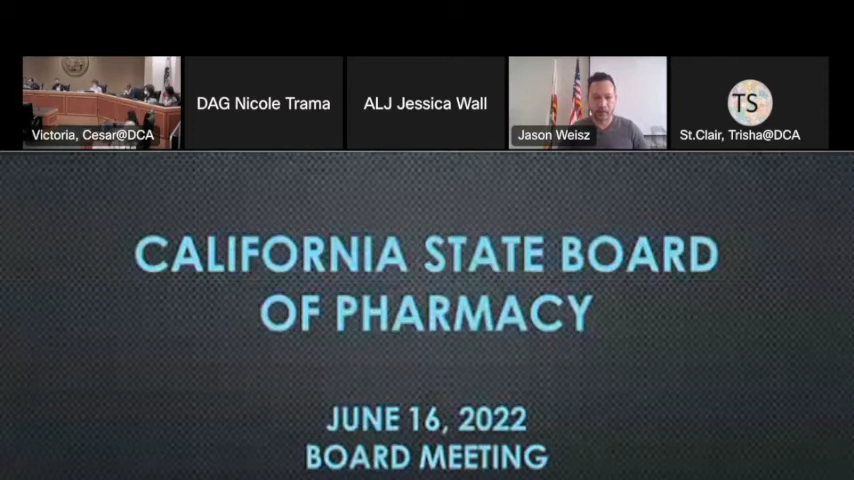 Victoria, Cesar@DCA
DAG Nicole Trama
ALJ Jessica Wall
Jason Weisz
TS
St.Clair, Trisha@DCA
CALIFORNIA STATE BOARD
OF PHARMACY
JUNE 16, 2022
BOARD MEETING